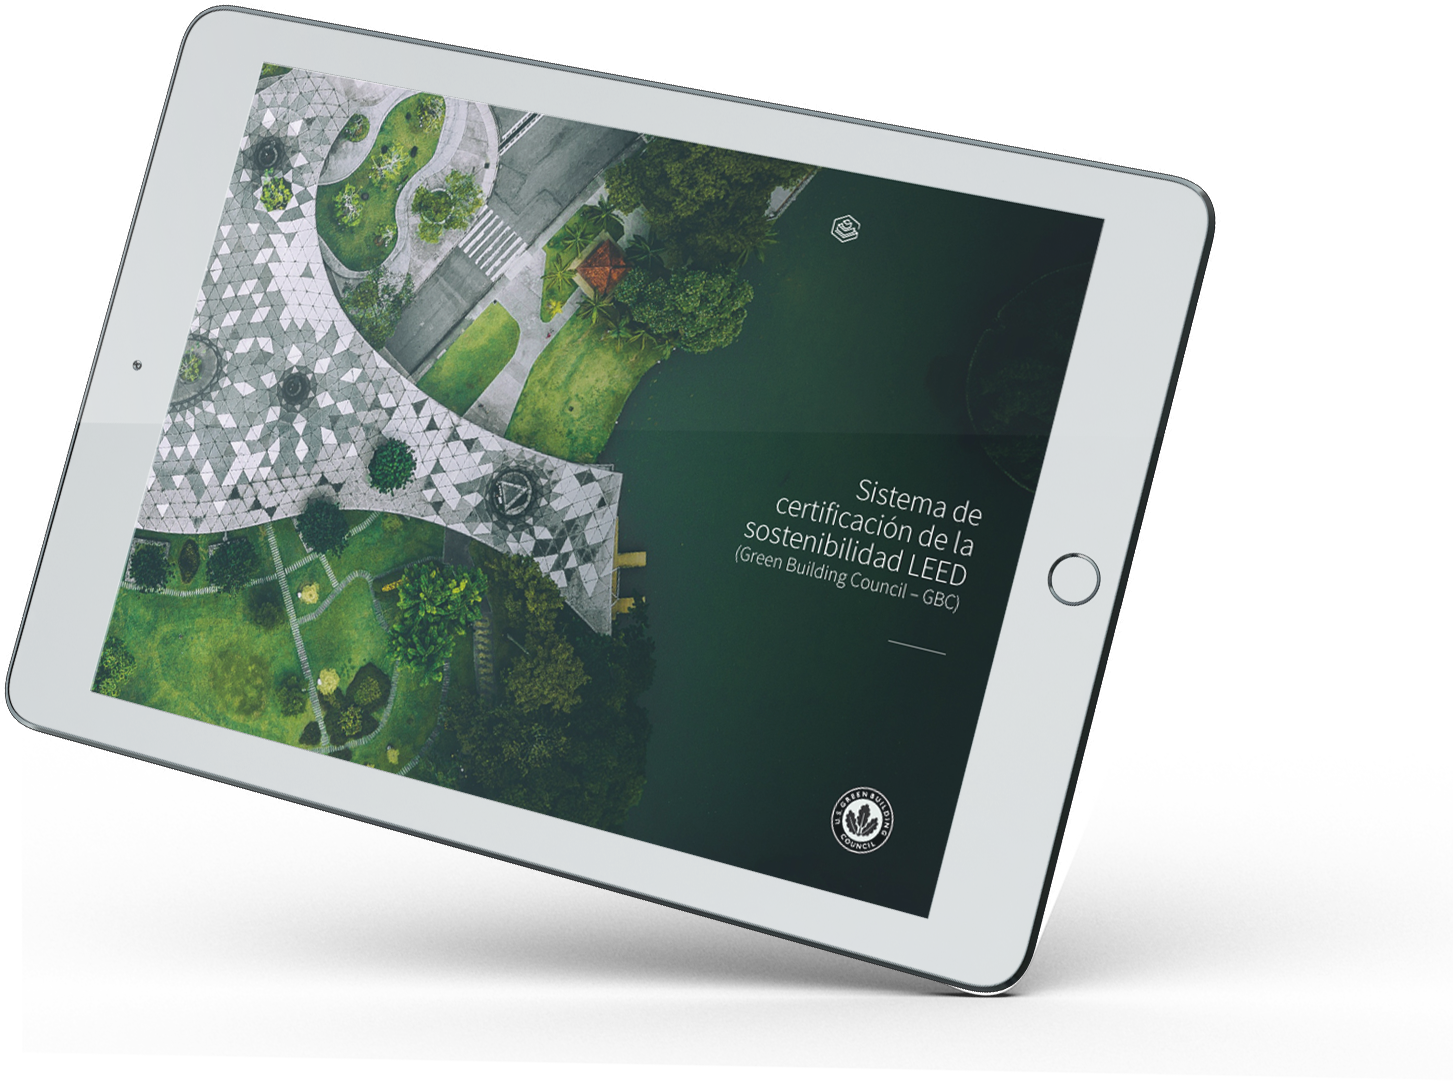 Sistema de
certificación de la
sostenibilidad LEED
(Green Building Council – GBC)
U.S. GREEN BUILDING
COUNCIL